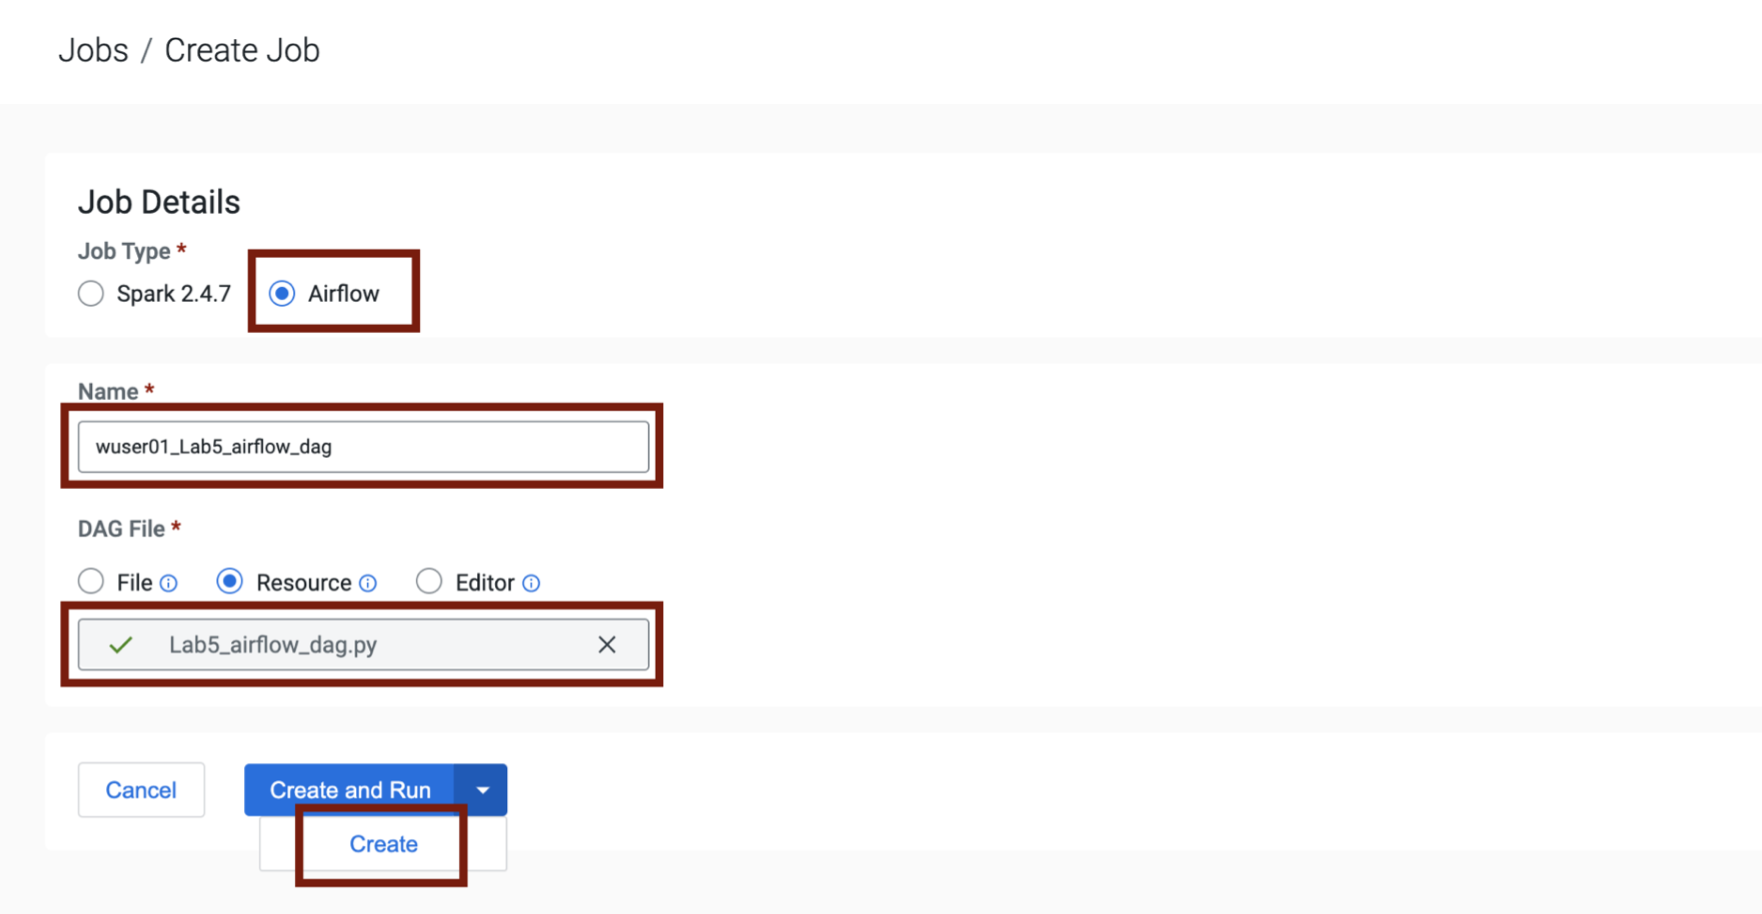 Jobs / Create Job
Job Details
Job Type *
Spark 2.4.7 Airflow
Name *
wuser01_Lab5_airflow_dag
DAG File *
File Resource Editor
Lab5_airflow_dag.py
Cancel Create and Run
Create